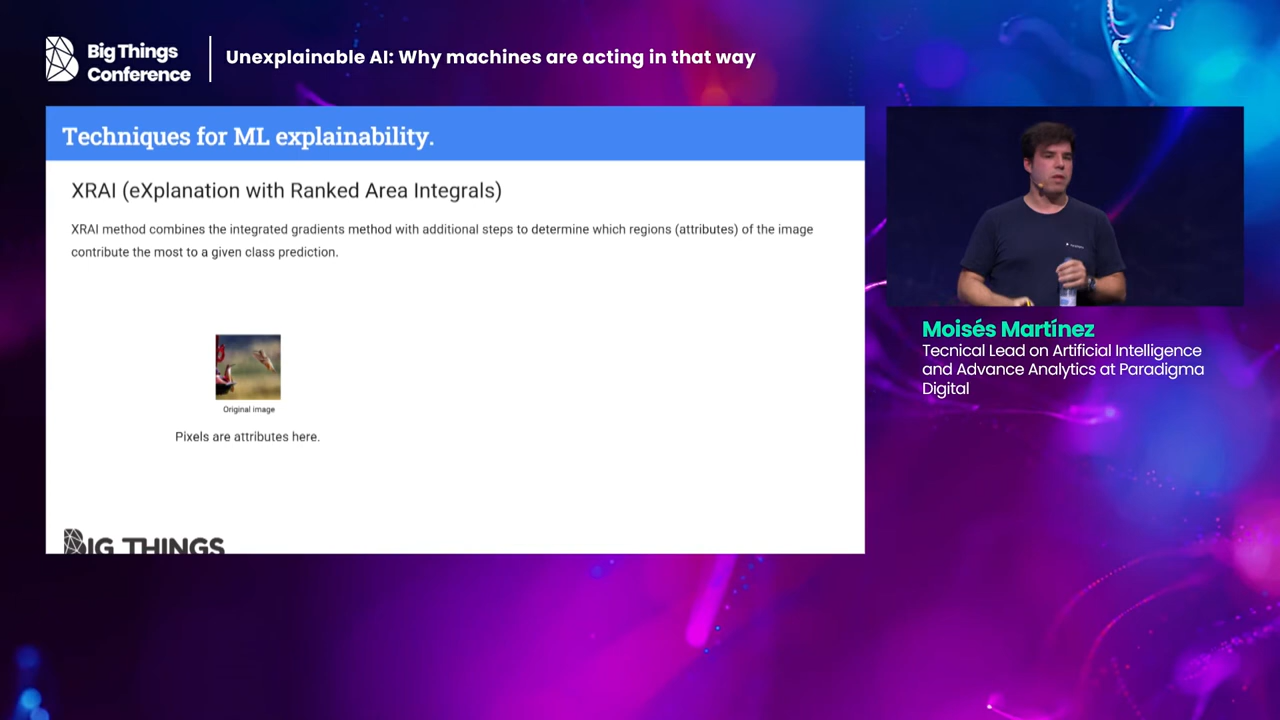 Big Things
Conference
Unexplainable AI: Why machines are acting in that way
Techniques for ML explainability.
XRAI (eXplanation with Ranked Area Integrals)
XRAI method combines the integrated gradients method with additional steps to determine which regions (attributes) of the image
contribute the most to a given class prediction.
Original image
Pixels are attributes here.
BIG THINGS
Moisés Martínez
Tecnical Lead on Artificial Intelligence
and Advance Analytics at Paradigma
Digital